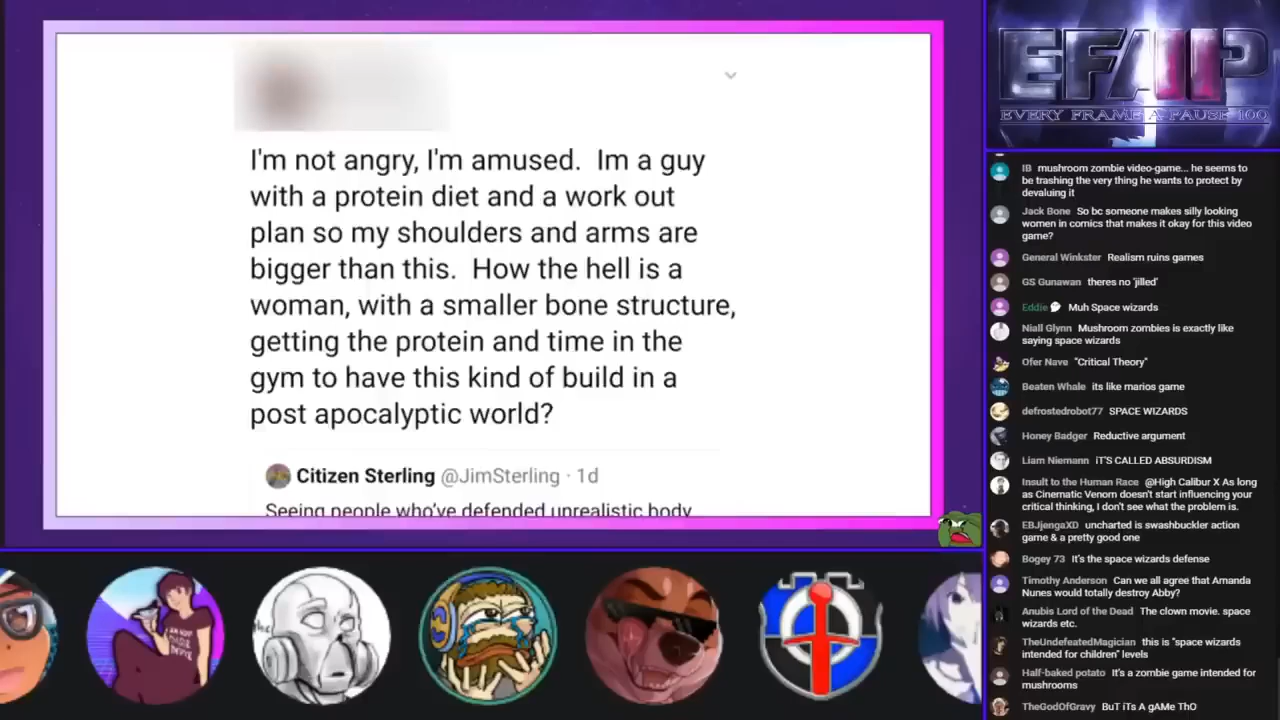 I'm not angry, I'm amused.  Im a guy
with a protein diet and a work out
plan so my shoulders and arms are
bigger than this.  How the hell is a
woman, with a smaller bone structure,
getting the protein and time in the
gym to have this kind of build in a
post apocalyptic world?
Citizen Sterling @JimSterling · 1d
Seeing people who've defended unrealistic body
EFAP
EVERY FRAME A PAUSE 100
IB mushroom zombie video-game... he seems to
be trashing the very thing he wants to protect by
devaluing it
Jack Bone So bc someone makes silly looking
women in comics that makes it okay for this video
game?
General Winkster Realism ruins games
GS Gunawan theres no 'jilled'
Eddie Muh Space wizards
Niall Glynn Mushroom zombies is exactly like
saying space wizards
Ofer Nave "Critical Theory"
Beaten Whale its like marios game
defrostedrobot77 SPACE WIZARDS
Honey Badger Reductive argument
Liam Niemann iT'S CALLED ABSURDISM
Insult to the Human Race @High Calibur X As long
as Cinematic Venom doesn't start influencing your
critical thinking, I don't see what the problem is.
EBJjengaXD uncharted is swashbuckler action
game & a pretty good one
Bogey 73 It's the space wizards defense
Timothy Anderson Can we all agree that Amanda
Nunes would totally destroy Abby?
Anubis Lord of the Dead The clown movie. space
wizards etc.
TheUndefeatedMagician this is "space wizards
intended for children" levels
Half-baked potato It's a zombie game intended for
mushrooms
TheGodOfGravy BuT iTs A gAMe ThO